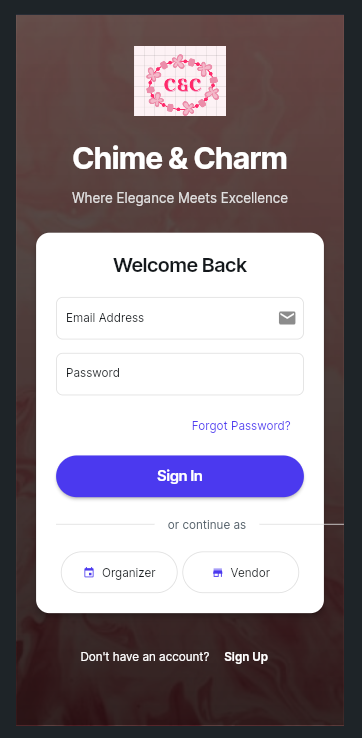 C&C
Chime & Charm
Where Elegance Meets Excellence
Welcome Back
Email Address
Password
Forgot Password?
Sign In
or continue as
Organizer Vendor
Don't have an account? Sign Up